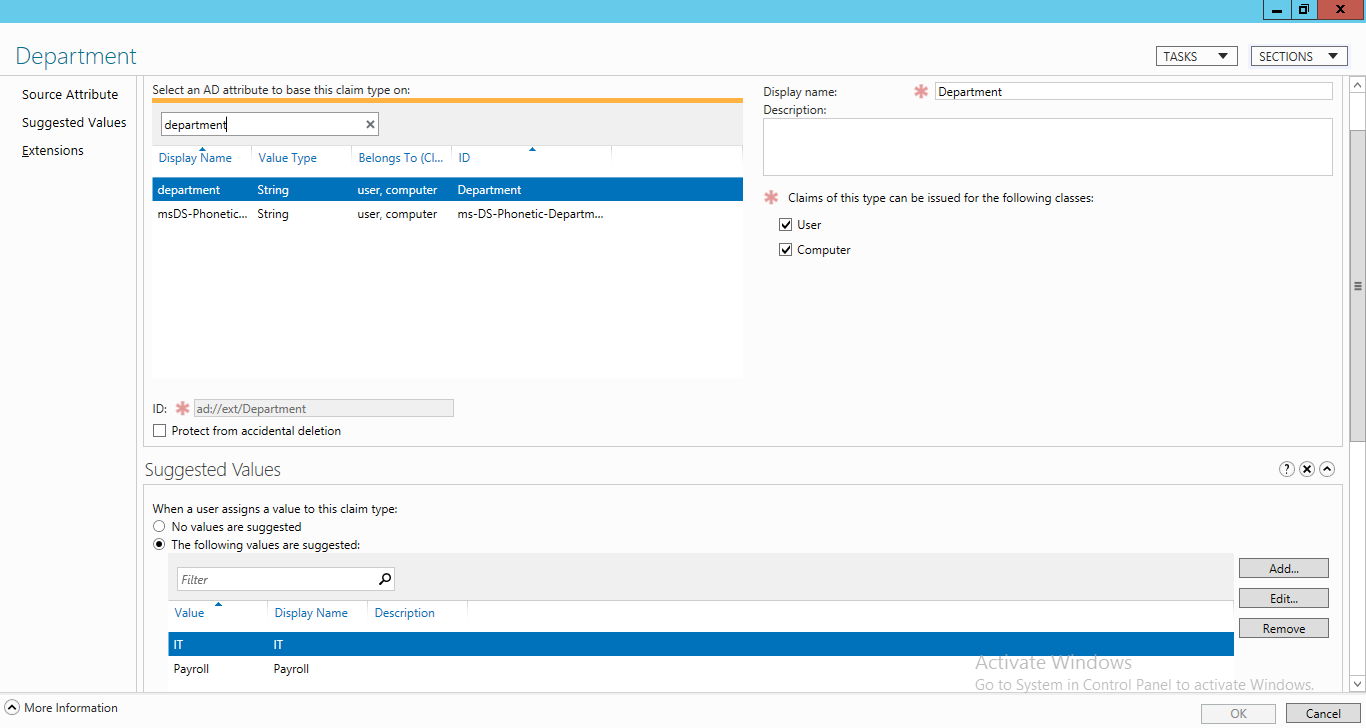 Department
TASKS
SECTIONS
Source Attribute
Suggested Values
Extensions
Select an AD attribute to base this claim type on:
department
Display Name Value Type Belongs To (Cl... ID
department String user, computer Department
msDS-Phonetic... String user, computer ms-DS-Phonetic-Departm...
ID: * ad://ext/Department
Protect from accidental deletion
Display name: * Department
Description:
* Claims of this type can be issued for the following classes:
User
Computer
Suggested Values
?
When a user assigns a value to this claim type:
No values are suggested
The following values are suggested:
Filter
Value Display Name Description
IT IT
Payroll Payroll
Add...
Edit...
Remove
Activate Windows
Go to System in Control Panel to activate Windows.
More Information
OK
Cancel